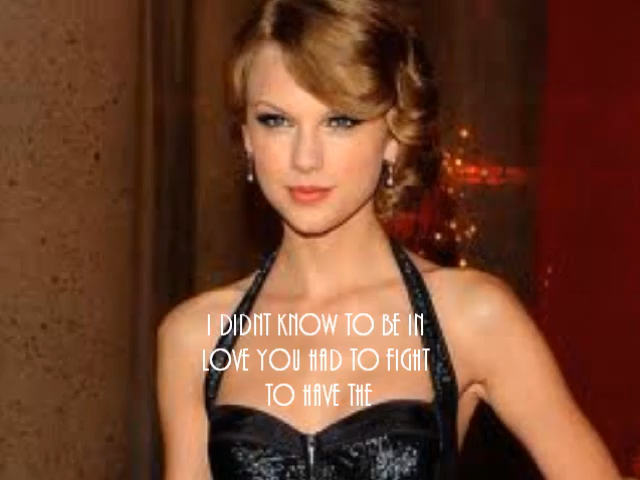 I DIDNT KNOW TO BE IN
LOVE YOU HAD TO FIGHT
TO HAVE THE